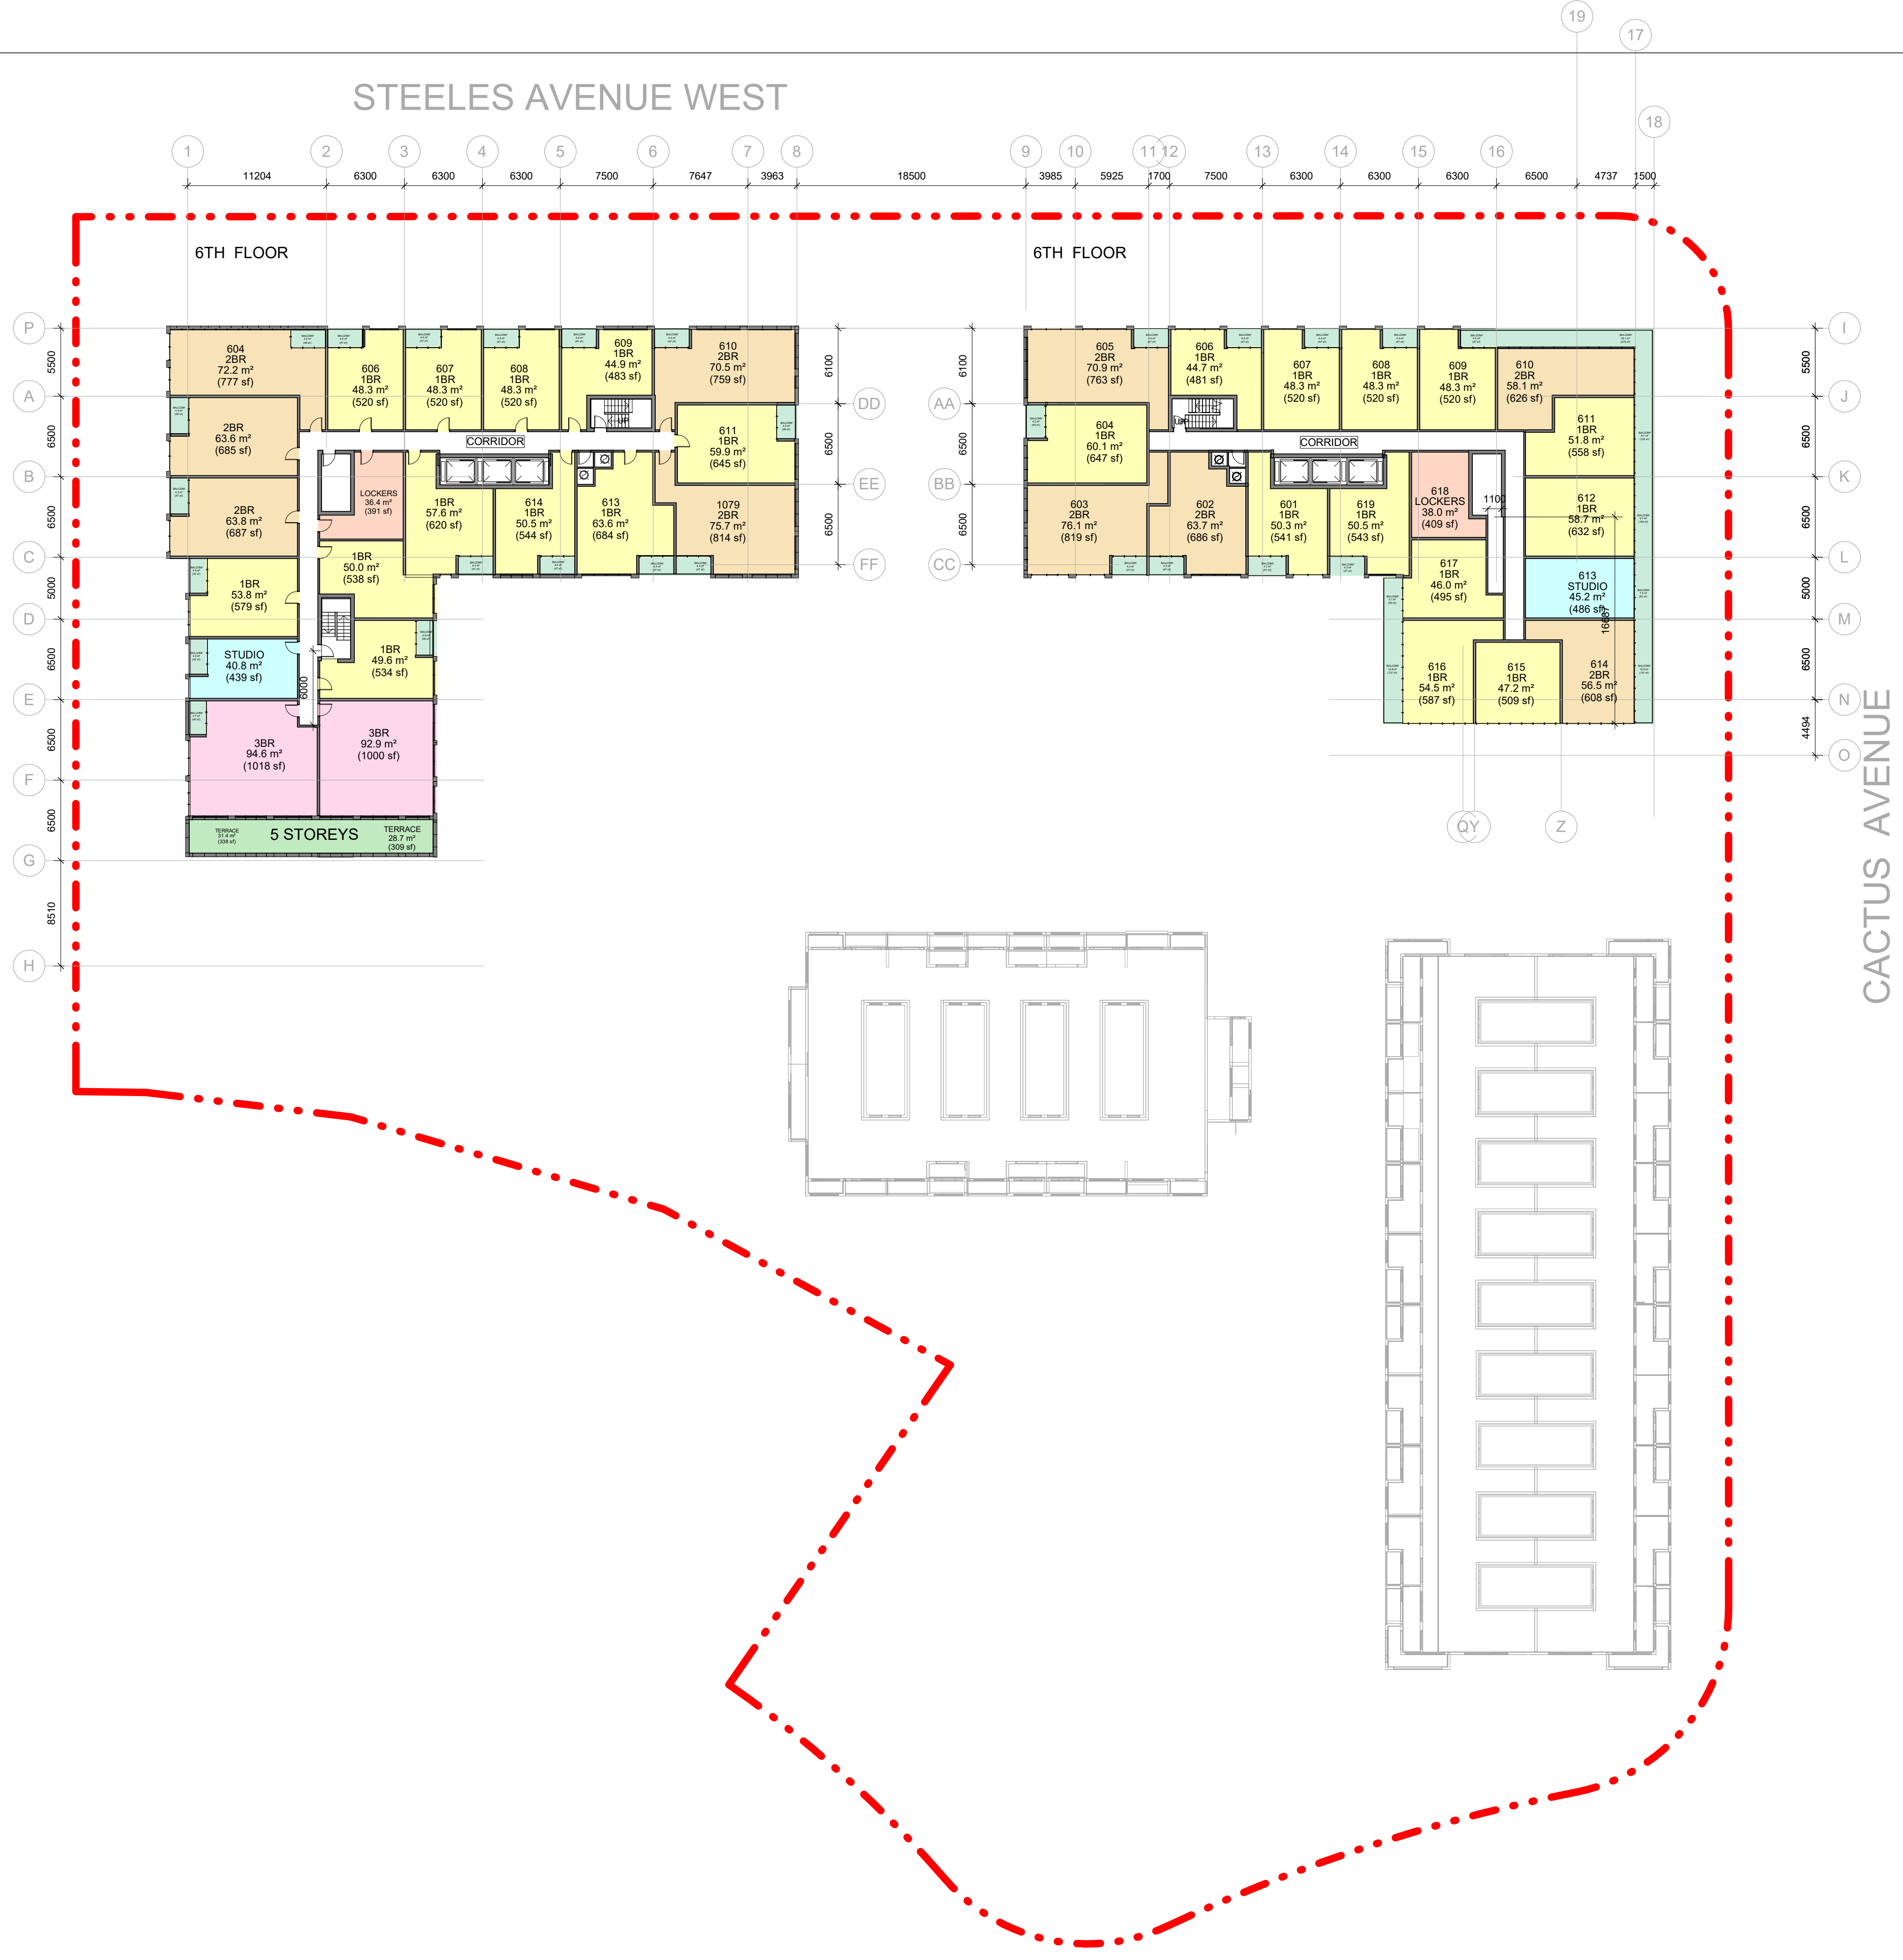 19
17
18
STEELES AVENUE WEST
1 2 3 4 5 6 7 8 9 10 11 12 13 14 15 16
11204 6300 6300 6300 7500 7647 3963 18500 3985 5925 1700 7500 6300 6300 6300 6500 4737 1500
6TH FLOOR
P
A
B
C
D
E
F
G
H
5500
6500
6500
5000
6500
6500
6500
8510
604
2BR
72.2 m²
(777 sf)
606
1BR
48.3 m²
(520 sf)
607
1BR
48.3 m²
(520 sf)
608
1BR
48.3 m²
(520 sf)
609
1BR
44.9 m²
(483 sf)
610
2BR
70.5 m²
(759 sf)
2BR
63.6 m²
(685 sf)
CORRIDOR
UP
611
1BR
59.9 m²
(645 sf)
2BR
63.8 m²
(687 sf)
LOCKERS
36.4 m²
(391 sf)
1BR
57.6 m²
(620 sf)
614
1BR
50.5 m²
(544 sf)
613
1BR
63.6 m²
(684 sf)
1079
2BR
75.7 m²
(814 sf)
1BR
53.8 m²
(579 sf)
1BR
50.0 m²
(538 sf)
STUDIO
40.8 m²
(439 sf)
1BR
49.6 m²
(534 sf)
6000
3BR
94.6 m²
(1018 sf)
3BR
92.9 m²
(1000 sf)
TERRACE
31.4 m²
(338 sf)
5 STOREYS
TERRACE
28.7 m²
(309 sf)
6100
6500
6500
DD
EE
FF
6TH FLOOR
AA
BB
CC
6100
6500
6500
605
2BR
70.9 m²
(763 sf)
606
1BR
44.7 m²
(481 sf)
607
1BR
48.3 m²
(520 sf)
608
1BR
48.3 m²
(520 sf)
609
1BR
48.3 m²
(520 sf)
610
2BR
58.1 m²
(626 sf)
604
1BR
60.1 m²
(647 sf)
UP
CORRIDOR
611
1BR
51.8 m²
(558 sf)
603
2BR
76.1 m²
(819 sf)
602
2BR
63.7 m²
(686 sf)
601
1BR
50.3 m²
(541 sf)
619
1BR
50.5 m²
(543 sf)
618
LOCKERS
38.0 m²
(409 sf)
1100
612
1BR
58.7 m²
(632 sf)
617
1BR
46.0 m²
(495 sf)
613
STUDIO
45.2 m²
(486 sf)
16687
616
1BR
54.5 m²
(587 sf)
615
1BR
47.2 m²
(509 sf)
614
2BR
56.5 m²
(608 sf)
Q Y Z
I
J
K
L
M
N
O
5500
6500
6500
5000
6500
4494
CACTUS AVENUE